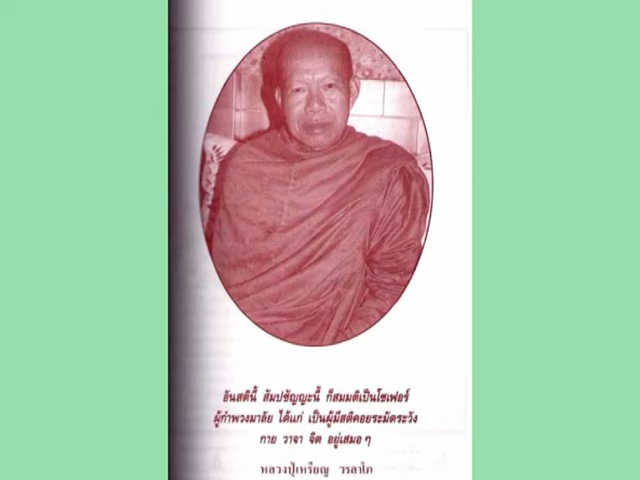 อันสตินี้ สัมปชัญญะนี้ ก็สมมติเป็นโชเฟอร์
ผู้กำพวงมาลัย ได้แก่ เป็นผู้มีสติคอยระมัดระวัง
กาย วาจา จิต อยู่เสมอ ๆ
หลวงปู่เหรียญ วรลาโภ